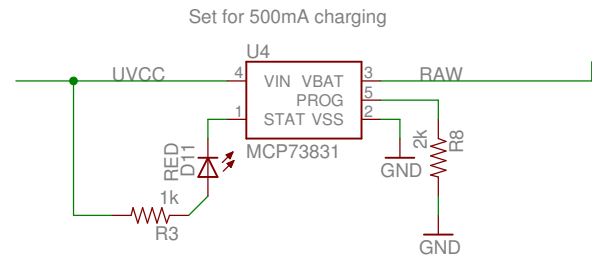 Set for 500mA charging
U4
UVCC
4
VIN
VBAT
3
RAW
PROG
5
1
STAT
VSS
2
MCP73831
RED
D11
GND
2k
R8
1k
R3
GND